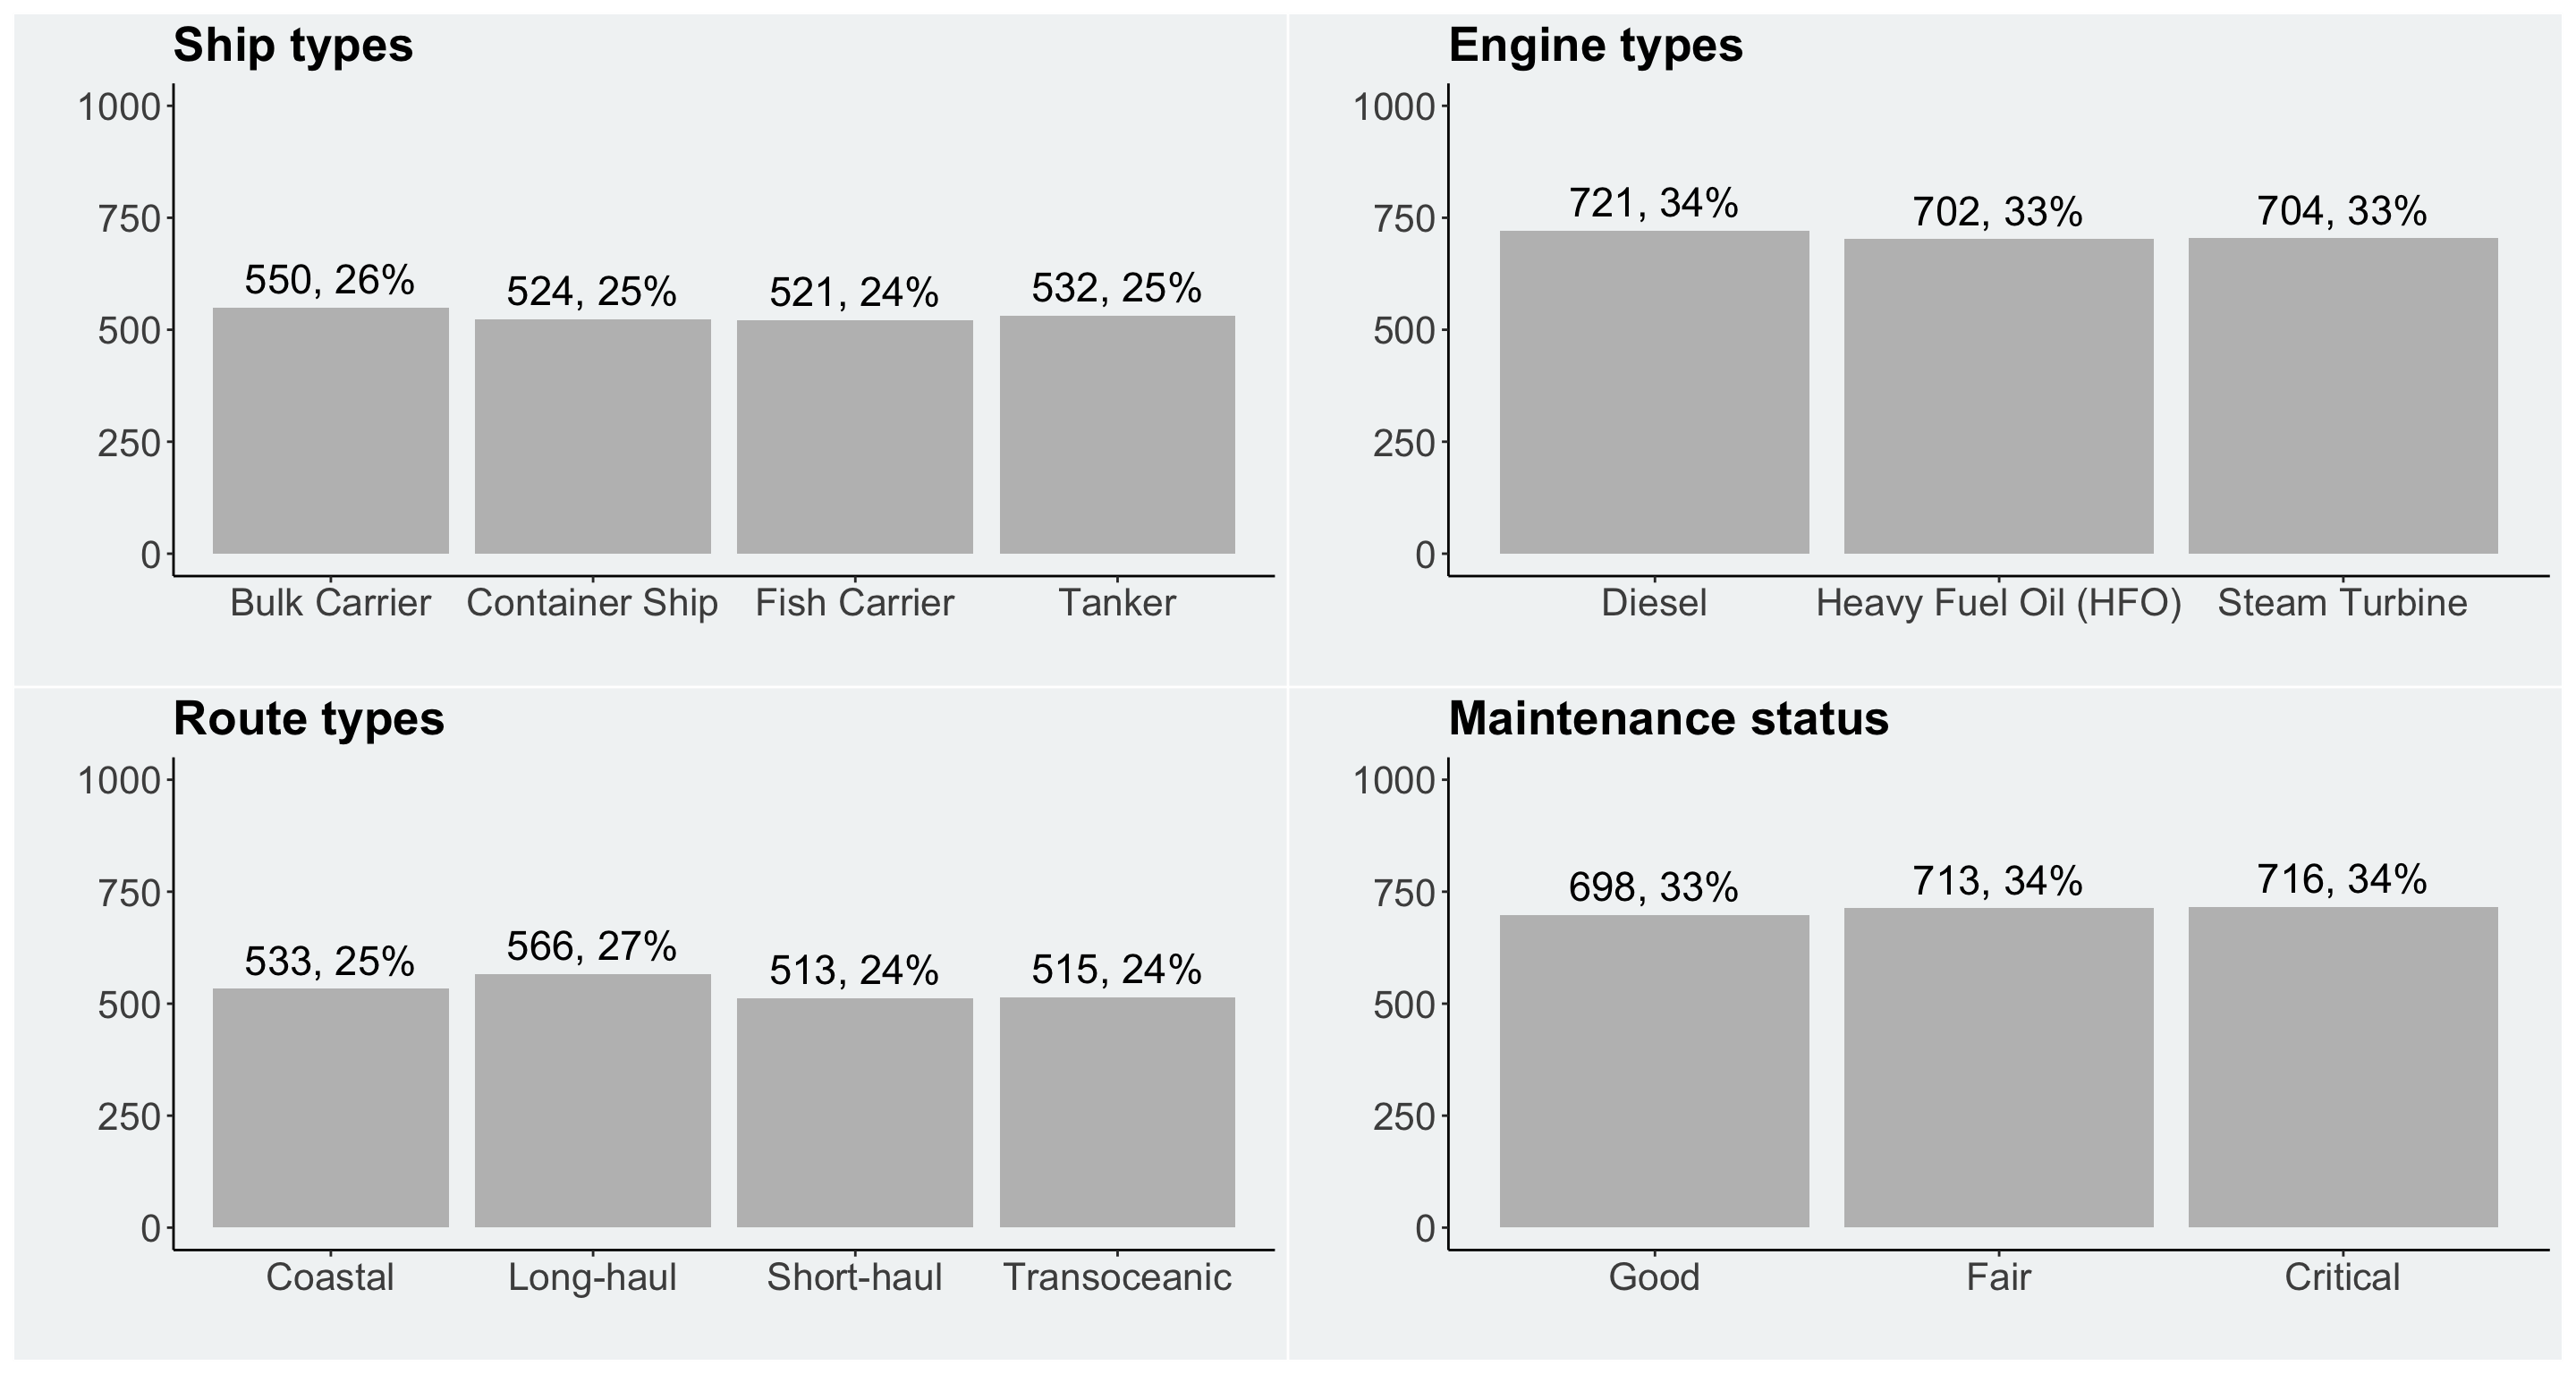 Ship types
1000
750
500
250
0
550, 26%
524, 25%
521, 24%
532, 25%
Bulk Carrier
Container Ship
Fish Carrier
Tanker
Engine types
1000
750
500
250
0
721, 34%
702, 33%
704, 33%
Diesel
Heavy Fuel Oil (HFO)
Steam Turbine
Route types
1000
750
500
250
0
533, 25%
566, 27%
513, 24%
515, 24%
Coastal
Long-haul
Short-haul
Transoceanic
Maintenance status
1000
750
500
250
0
698, 33%
713, 34%
716, 34%
Good
Fair
Critical